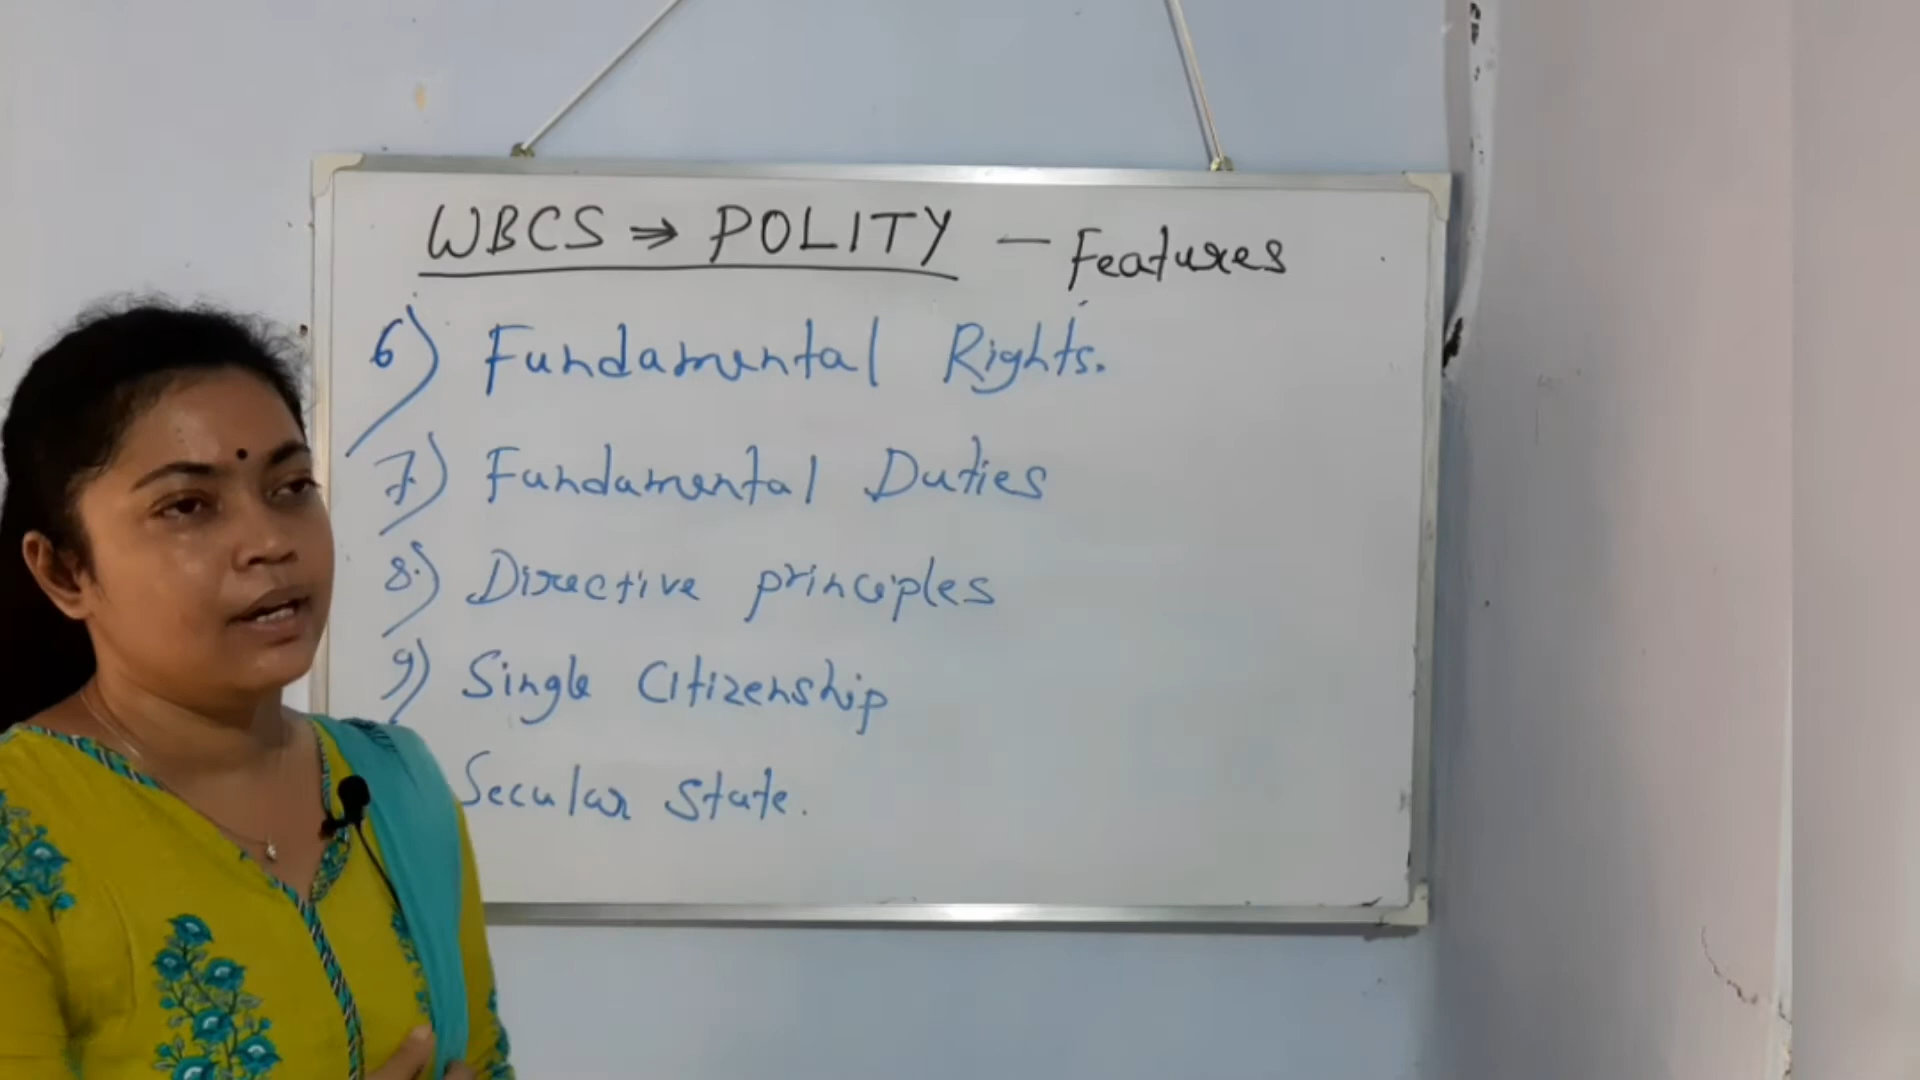 WBCS ⇒ POLITY — Features
6) Fundamental Rights.
7) Fundamental Duties
8) Directive principles
9) Single Citizenship
Secular State.